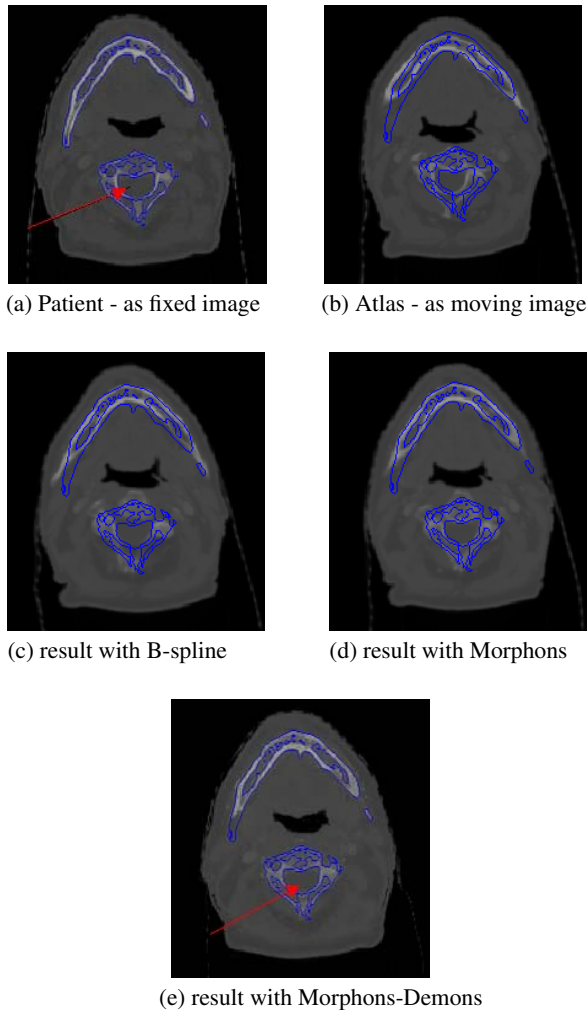 (a) Patient - as fixed image
(b) Atlas - as moving image
(c) result with B-spline
(d) result with Morphons
(e) result with Morphons-Demons